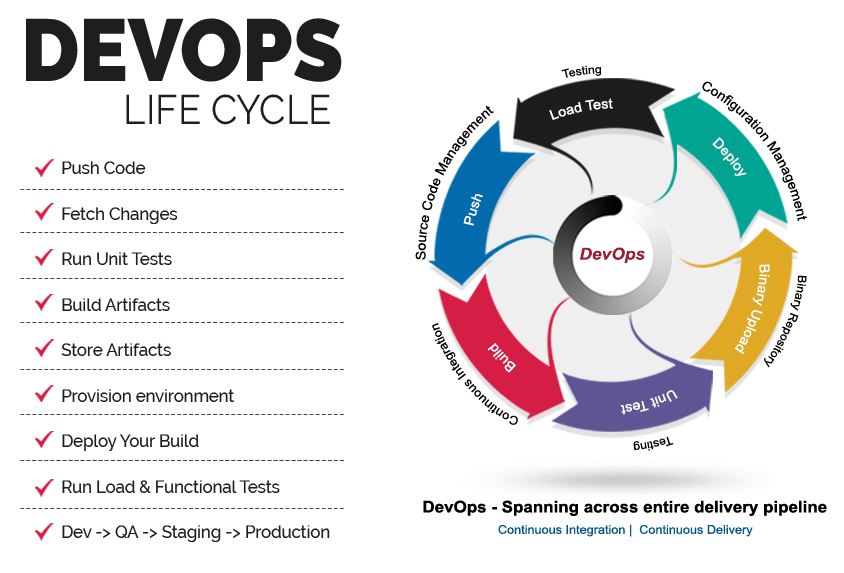 DEVOPS
LIFE CYCLE
Push Code
Fetch Changes
Run Unit Tests
Build Artifacts
Store Artifacts
Provision environment
Deploy Your Build
Run Load & Functional Tests
Dev -> QA -> Staging -> Production
Testing
Load Test
Configuration Management
Deploy
Binary Repository
Binary Upload
Testing
Unit Test
Continuous Integration
Build
Source Code Management
Push
DevOps
DevOps - Spanning across entire delivery pipeline
Continuous Integration | Continuous Delivery